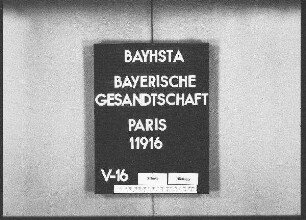 BAYHSTA
BAYERISCHE
GESANDTSCHAFT
PARIS
11916
V-16